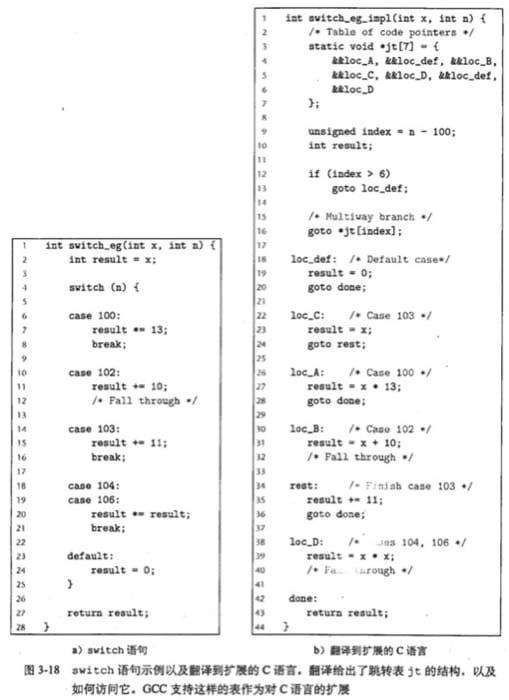 1 int switch_eg(int x, int n) {
2 int result = x;
3
4 switch (n) {
5
6 case 100:
7 result *= 13;
8 break;
9
10 case 102:
11 result += 10;
12 /* Fall through */
13
14 case 103:
15 result += 11;
16 break;
17
18 case 104:
19 case 106:
20 result *= result;
21 break;
22
23 default:
24 result = 0;
25 }
26
27 return result;
28 }
a) switch 语句
1 int switch_eg_impl(int x, int n) {
2 /* Table of code pointers */
3 static void *jt[7] = {
4 &&loc_A, &&loc_def, &&loc_B,
5 &&loc_C, &&loc_D, &&loc_def,
6 &&loc_D
7 };
8
9 unsigned index = n - 100;
10 int result;
11
12 if (index > 6)
13 goto loc_def;
14
15 /* Multiway branch */
16 goto *jt[index];
17
18 loc_def: /* Default case*/
19 result = 0;
20 goto done;
21
22 loc_C: /* Case 103 */
23 result = x;
24 goto rest;
25
26 loc_A: /* Case 100 */
27 result = x * 13;
28 goto done;
29
30 loc_B: /* Case 102 */
31 result = x + 10;
32 /* Fall through */
33
34 rest: /* Finish case 103 */
35 result += 11;
36 goto done;
37
38 loc_D: /* 104, 106 */
39 result = x * x;
40 /* through */
41
42 done:
43 return result;
44 }
b) 翻译到扩展的 C 语言
图 3-18 switch 语句示例以及翻译到扩展的 C 语言。翻译给出了跳转表 jt 的结构，以及
如何访问它。GCC 支持这样的表作为对 C 语言的扩展